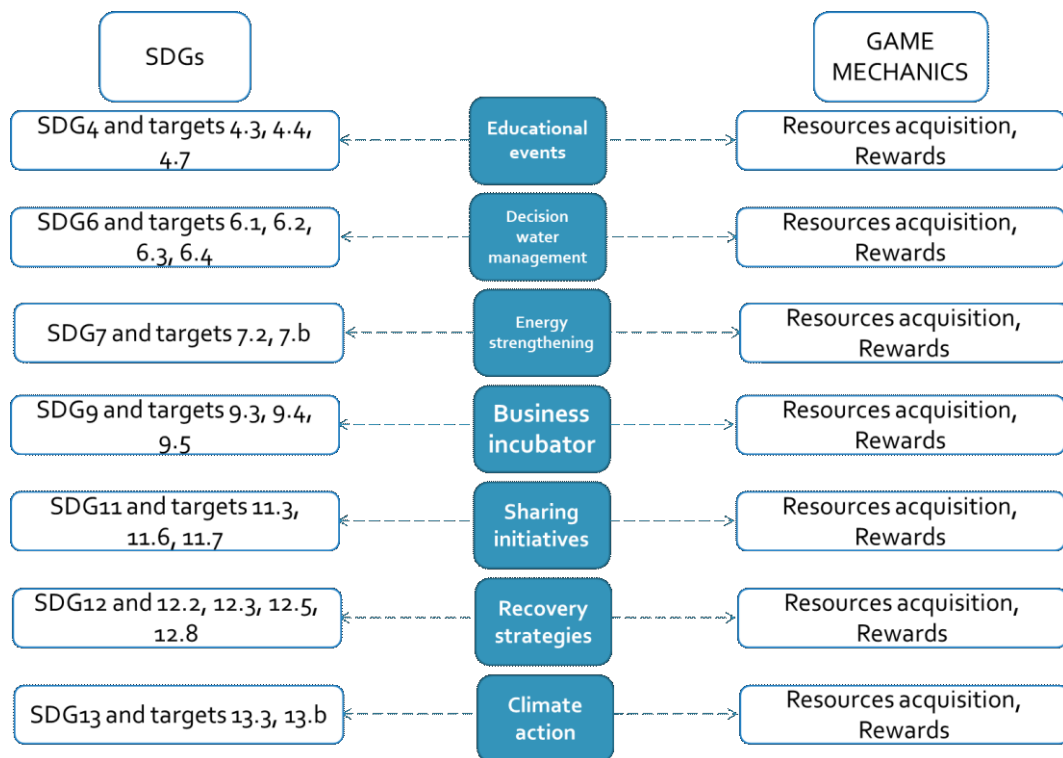 SDGs
GAME
MECHANICS
SDG4 and targets 4.3, 4.4,
4.7
Educational
events
Resources acquisition,
Rewards
SDG6 and targets 6.1, 6.2,
6.3, 6.4
Decision
water
management
Resources acquisition,
Rewards
SDG7 and targets 7.2, 7.b
Energy
strengthening
Resources acquisition,
Rewards
SDG9 and targets 9.3, 9.4,
9.5
Business
incubator
Resources acquisition,
Rewards
SDG11 and targets 11.3,
11.6, 11.7
Sharing
initiatives
Resources acquisition,
Rewards
SDG12 and 12.2, 12.3, 12.5,
12.8
Recovery
strategies
Resources acquisition,
Rewards
SDG13 and targets 13.3, 13.b
Climate
action
Resources acquisition,
Rewards